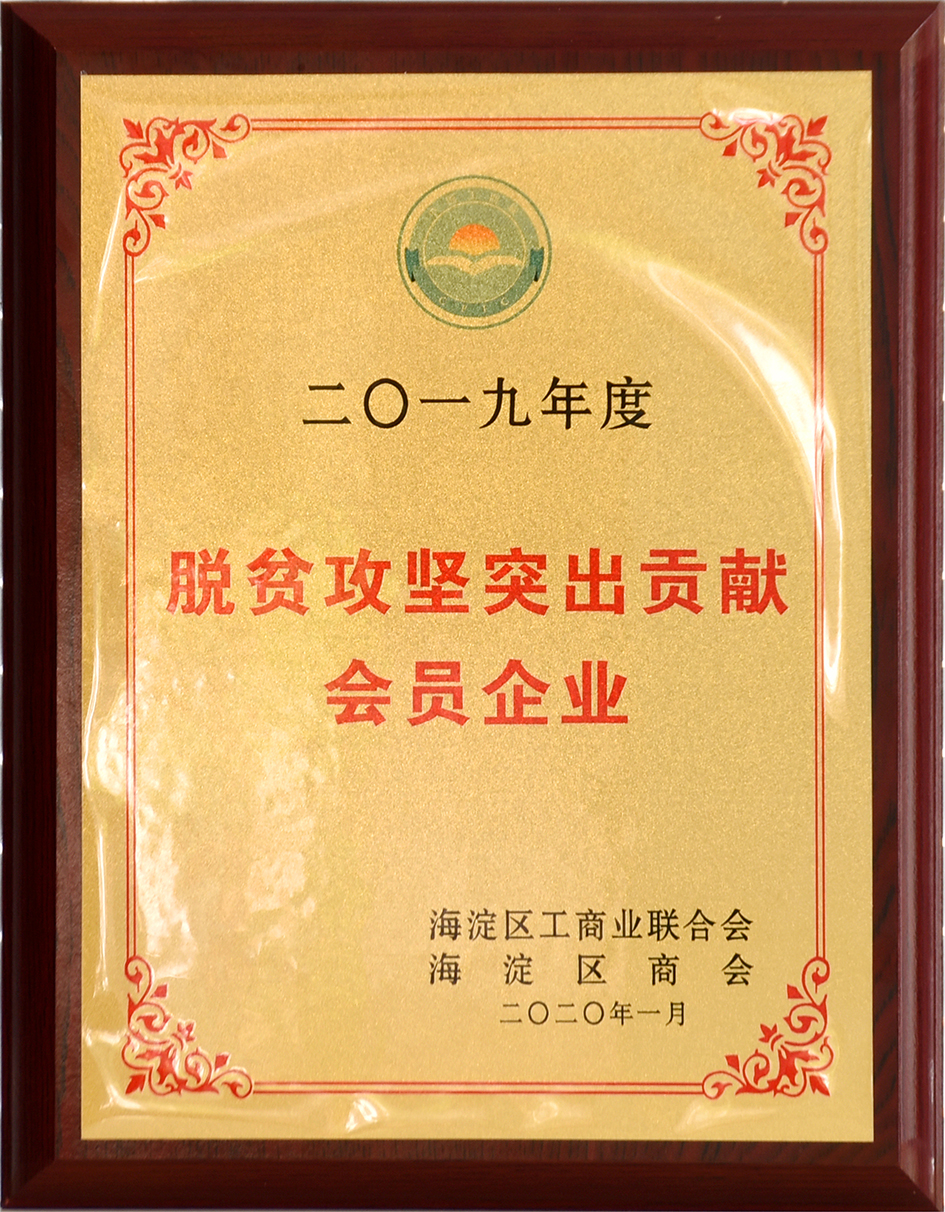 二〇一九年度
脱贫攻坚突出贡献
会员企业
海淀区工商业联合会
海淀区商会
二〇二〇年一月